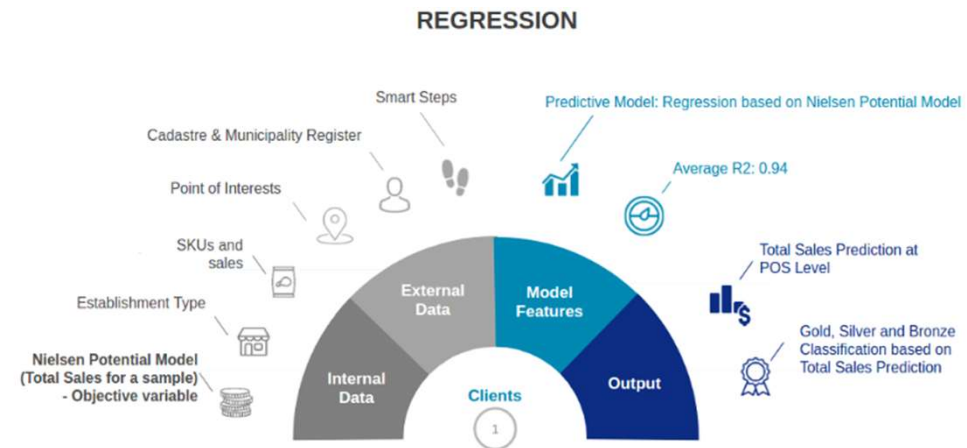 REGRESSION
Smart Steps
Predictive Model: Regression based on Nielsen Potential Model
Cadastre & Municipality Register
Average R2: 0.94
Point of Interests
SKUs and
sales
Total Sales Prediction at
POS Level
Establishment Type
External
Data
Model
Features
Gold, Silver and Bronze
Classification based on
Total Sales Prediction
Nielsen Potential Model
(Total Sales for a sample)
- Objective variable
Internal
Data
Output
Clients
1